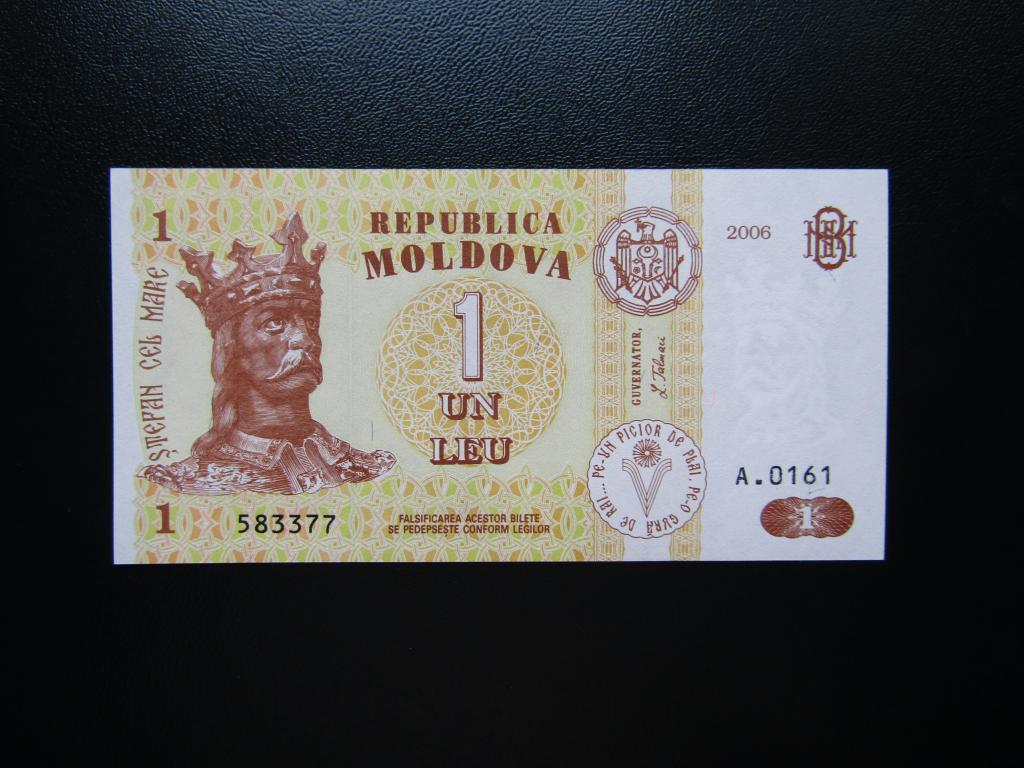 1
ȘTEFAN CEL MARE
REPUBLICA
MOLDOVA
1
UN
LEU
1
583377
FALSIFICAREA ACESTOR BILETE
SE PEDEPSEȘTE CONFORM LEGILOR
GUVERNATOR,
L. Talmaci
PE-UN PICIOR DE PLAI, PE-O GURĂ DE RAI...
2006
A.0161
1